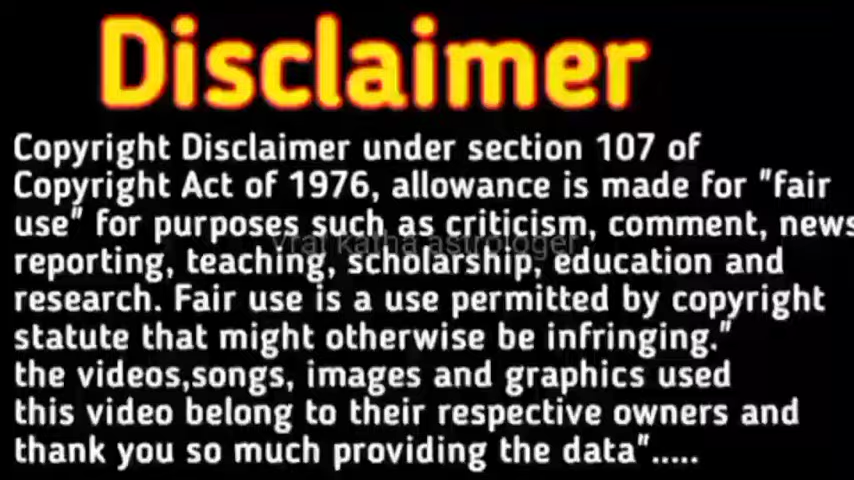 Disclaimer
Copyright Disclaimer under section 107 of
Copyright Act of 1976, allowance is made for "fair
use" for purposes such as criticism, comment, news
vrat katha astrologer
reporting, teaching, scholarship, education and
research. Fair use is a use permitted by copyright
statute that might otherwise be infringing."
the videos,songs, images and graphics used
this video belong to their respective owners and
thank you so much providing the data".....